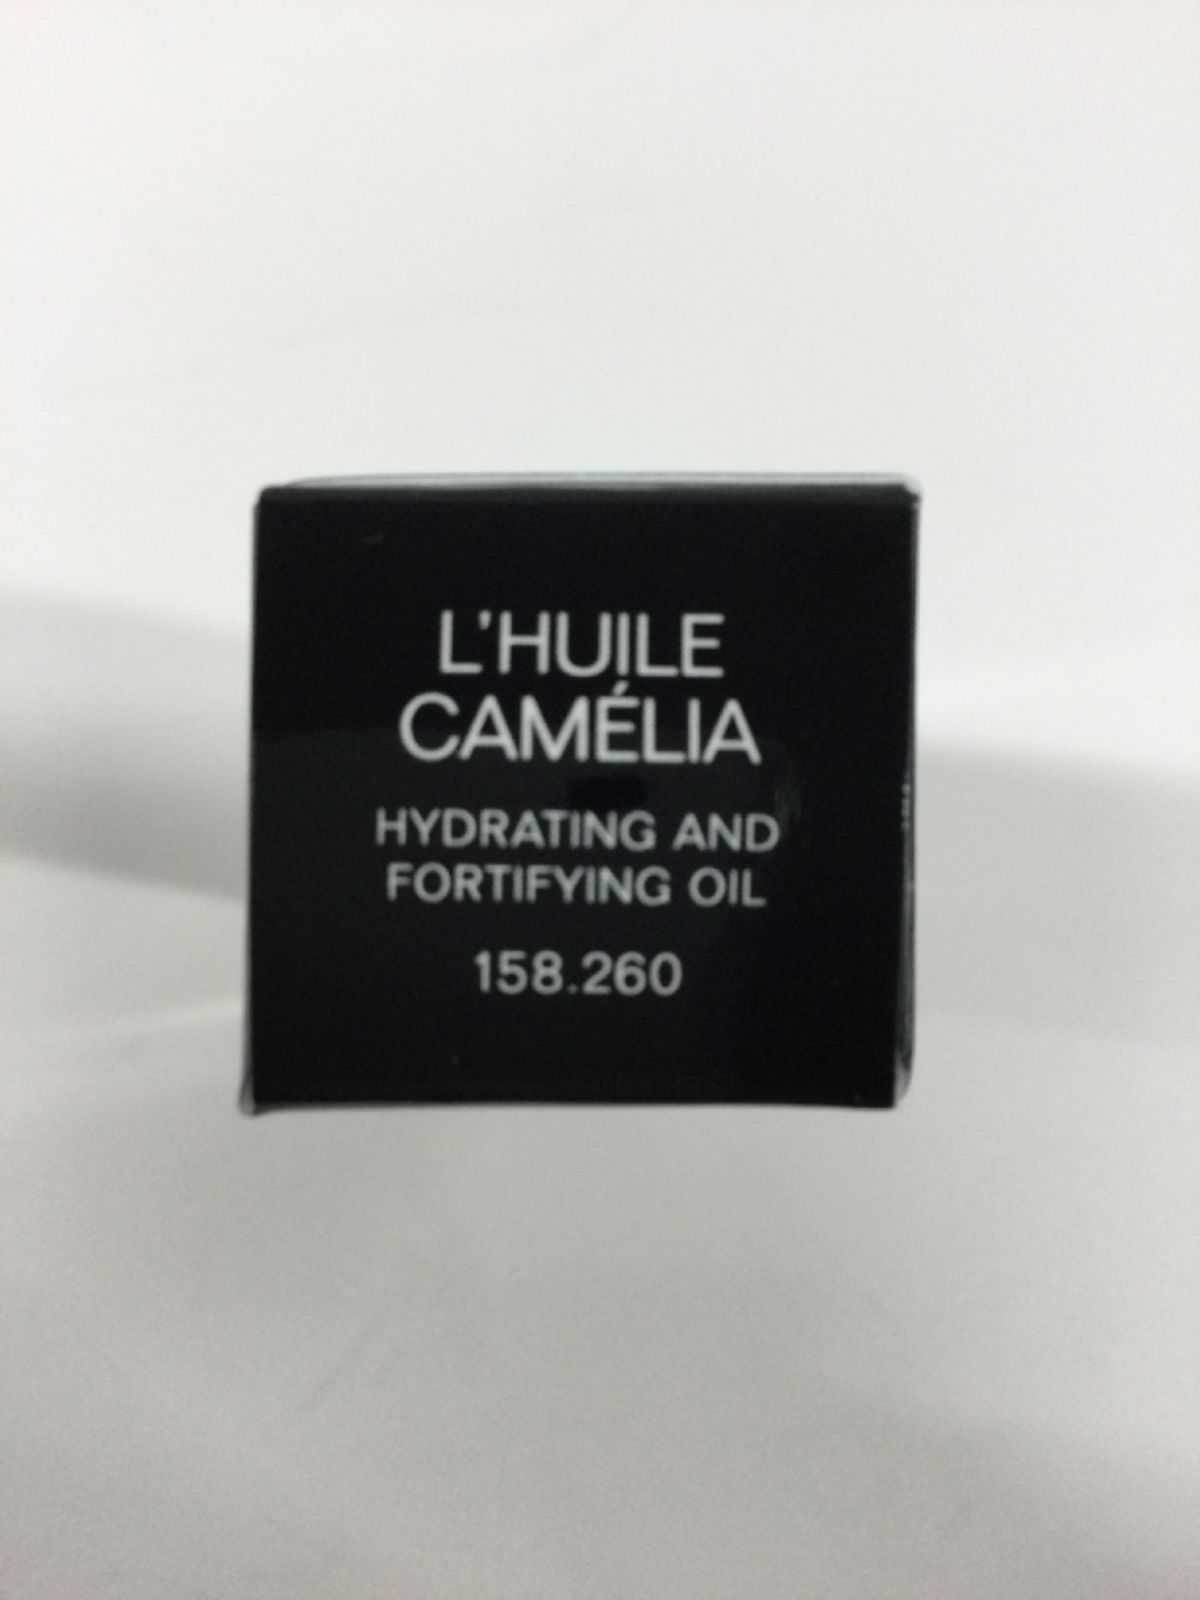 L'HUILE
CAMÉLIA
HYDRATING AND
FORTIFYING OIL
158.260